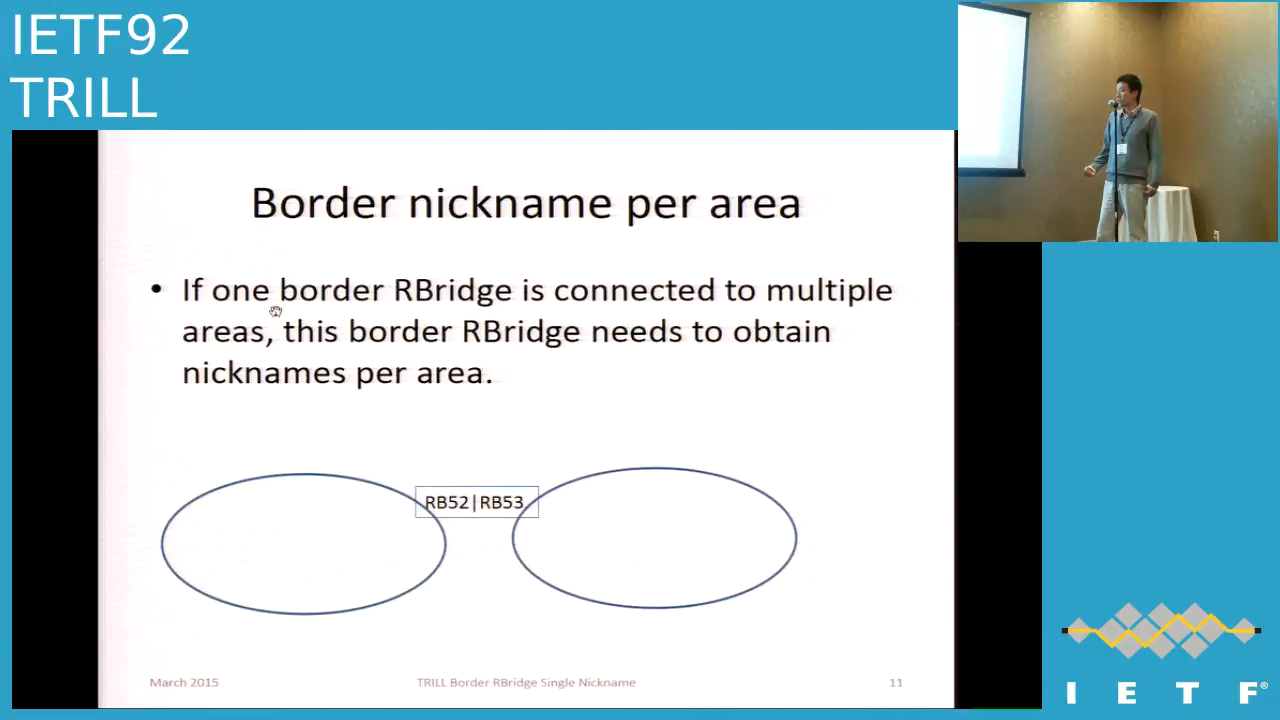 IETF92
TRILL
Border nickname per area
• If one border RBridge is connected to multiple
areas, this border RBridge needs to obtain
nicknames per area.
RB52|RB53
March 2015
TRILL Border RBridge Single Nickname
11
I E T F®